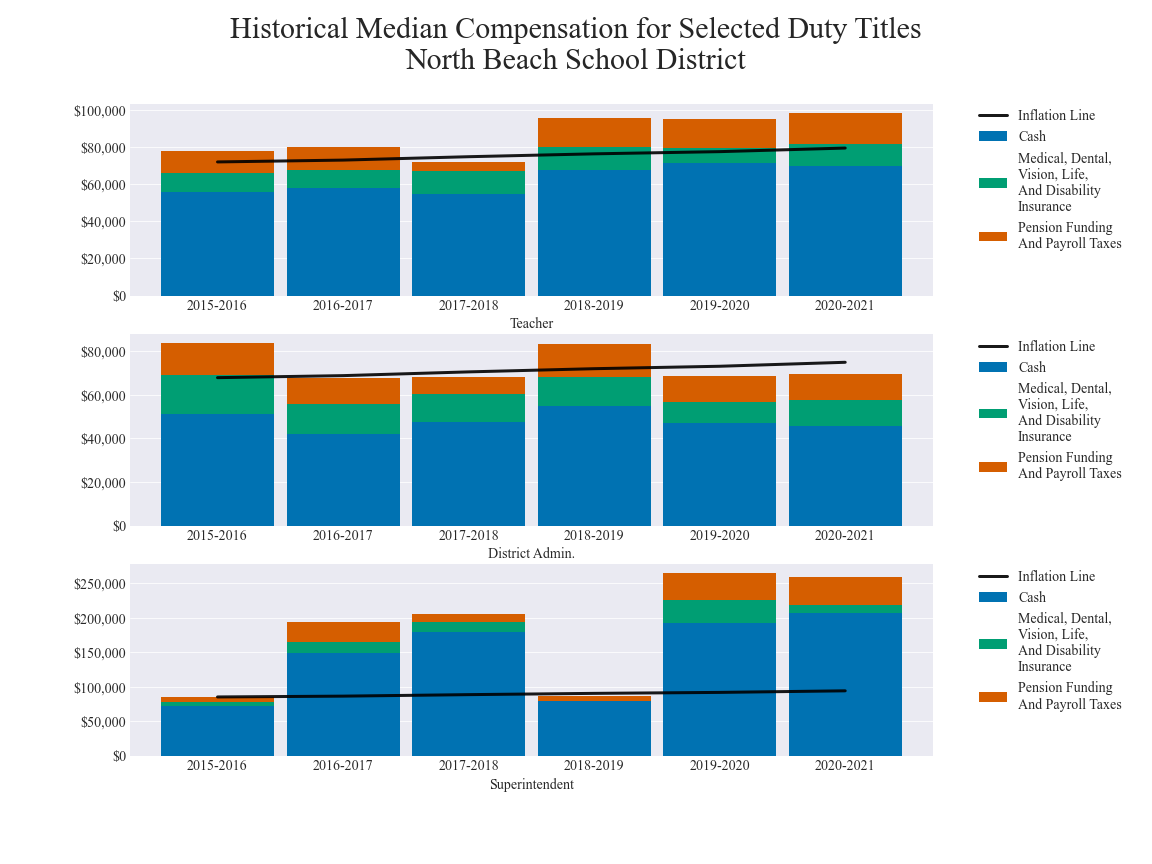 Historical Median Compensation for Selected Duty Titles
North Beach School District
$100,000
$80,000
$60,000
$40,000
$20,000
$0
2015-2016
2016-2017
2017-2018
2018-2019
2019-2020
2020-2021
Teacher
Inflation Line
Cash
Medical, Dental,
Vision, Life,
And Disability
Insurance
Pension Funding
And Payroll Taxes
$80,000
$60,000
$40,000
$20,000
$0
2015-2016
2016-2017
2017-2018
2018-2019
2019-2020
2020-2021
District Admin.
Inflation Line
Cash
Medical, Dental,
Vision, Life,
And Disability
Insurance
Pension Funding
And Payroll Taxes
$250,000
$200,000
$150,000
$100,000
$50,000
$0
2015-2016
2016-2017
2017-2018
2018-2019
2019-2020
2020-2021
Superintendent
Inflation Line
Cash
Medical, Dental,
Vision, Life,
And Disability
Insurance
Pension Funding
And Payroll Taxes